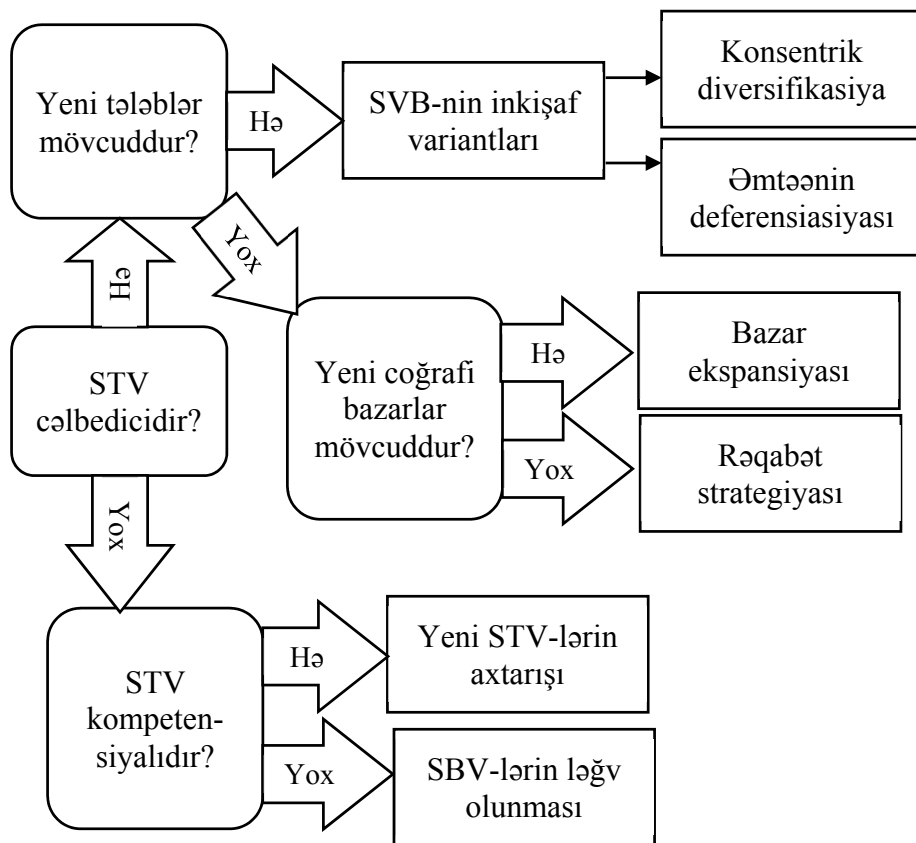 Yeni tələblər
mövcuddur?
Hə
SVB-nin inkişaf
variantları
Konsentrik
diversifikasiya
Əmtəənin
deferensiasiyası
Yox
Hə
STV
cəlbedicidir?
Yeni coğrafi
bazarlar
mövcuddur?
Hə
Bazar
ekspansiyası
Yox
Rəqabət
strategiyası
Yox
STV
kompeten-
siyalıdır?
Hə
Yeni STV-lərin
axtarışı
Yox
SBV-lərin ləğv
olunması